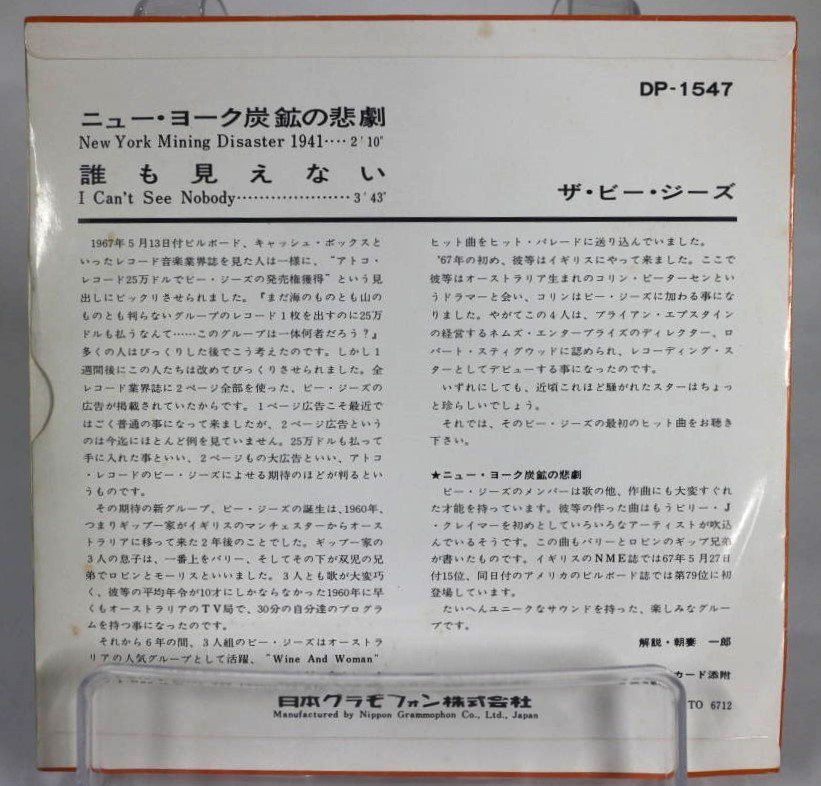 DP-1547
ニュー・ヨーク炭鉱の悲劇
New York Mining Disaster 1941‥‥2'10"
誰も見えない
I Can't See Nobody‥‥‥‥‥‥‥3'43"
ザ・ビー・ジーズ
1967年5月13日付ビルボード、キャッシュ・ボックスと
いったレコード音楽業界誌を見た人は一様に、“アトコ・
レコード25万ドルでビー・ジーズの発売権獲得”という見
出しにビックリさせられました。『まだ海のものとも山の
ものとも判らないグループのレコード1枚を出すのに25万
ドルも払うなんて……このグループは一体何者だろう?』
多くの人はびっくりした後でこう考えたのです。しかし1
週間後にこの人たちは改めてびっくりさせられました。全
レコード業界誌に2ページ全部を使った、ビー・ジーズの
広告が掲載されていたからです。1ページ広告こそ最近で
はごく普通の事になって来ましたが、2ページ広告という
のは今迄にほとんど例を見ていません。25万ドルも払って
手に入れた事といい、2ページもの大広告といい、アトコ
・レコードのビー・ジーズによせる期待のほどが判るとい
うものです。
その期待の新グループ、ビー・ジーズの誕生は、1960年、
つまりギップ一家がイギリスのマンチェスターからオース
トラリアに移って来た2年後のことでした。ギップ一家の
3人の息子は、一番上をバリー、そしてその下が双児の兄
弟でロビンとモーリスといいました。3人とも歌が大変巧
く、彼等の平均年令が10才にしかならなかった1960年に早
くもオーストラリアのTV局で、30分の自分達のプログラ
ムを持つ事になったのです。
それから6年の間、3人組のビー・ジーズはオーストラ
リアの人気グループとして活躍、“Wine And Woman”
ヒット曲をヒット・パレードに送り込んでいました。
'67年の初め、彼等はイギリスにやって来ました。ここで
彼等はオーストラリア生まれのコリン・ピーターセンとい
うドラマーと会い、コリンはビー・ジーズに加わる事にな
りました。やがてこの4人は、ブライアン・エプスタイン
の経営するネムズ・エンタープライズのディレクター、ロ
バート・スティグウッドに認められ、レコーディング・ス
ターとしてデビューする事になったのです。
いずれにしても、近頃これほど騒がれたスターはちょっ
と珍らしいでしょう。
それでは、そのビー・ジーズの最初のヒット曲をお聴き
下さい。
★ニュー・ヨーク炭鉱の悲劇
ビー・ジーズのメンバーは歌の他、作曲にも大変すぐれ
た才能を持っています。彼等の作った曲はもうビリー・J
・クレイマーを初めとしていろいろなアーティストが吹込
んでいるそうです。この曲もバリーとロビンのギップ兄弟
が書いたものです。イギリスのNME誌では67年5月27日
付15位、同日付のアメリカのビルボード誌では第79位に初
登場しています。
たいへんユニークなサウンドを持った、楽しみなグルー
プです。
解説・朝妻 一郎
カード添附
日本グラモフォン株式会社
Manufactured by Nippon Grammophon Co., Ltd., Japan
TO 6712